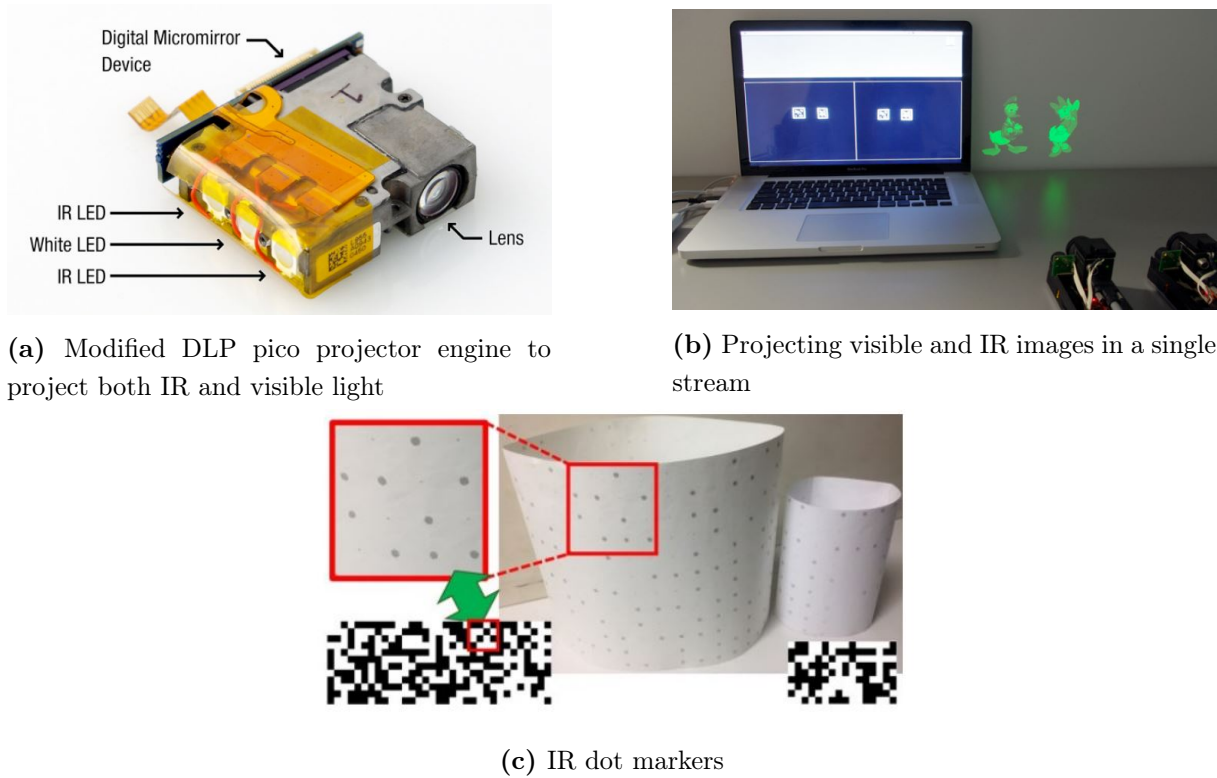 Digital Micromirror
Device
IR LED
White LED
IR LED
Lens
(a) Modified DLP pico projector engine to
project both IR and visible light
(b) Projecting visible and IR images in a single
stream
(c) IR dot markers